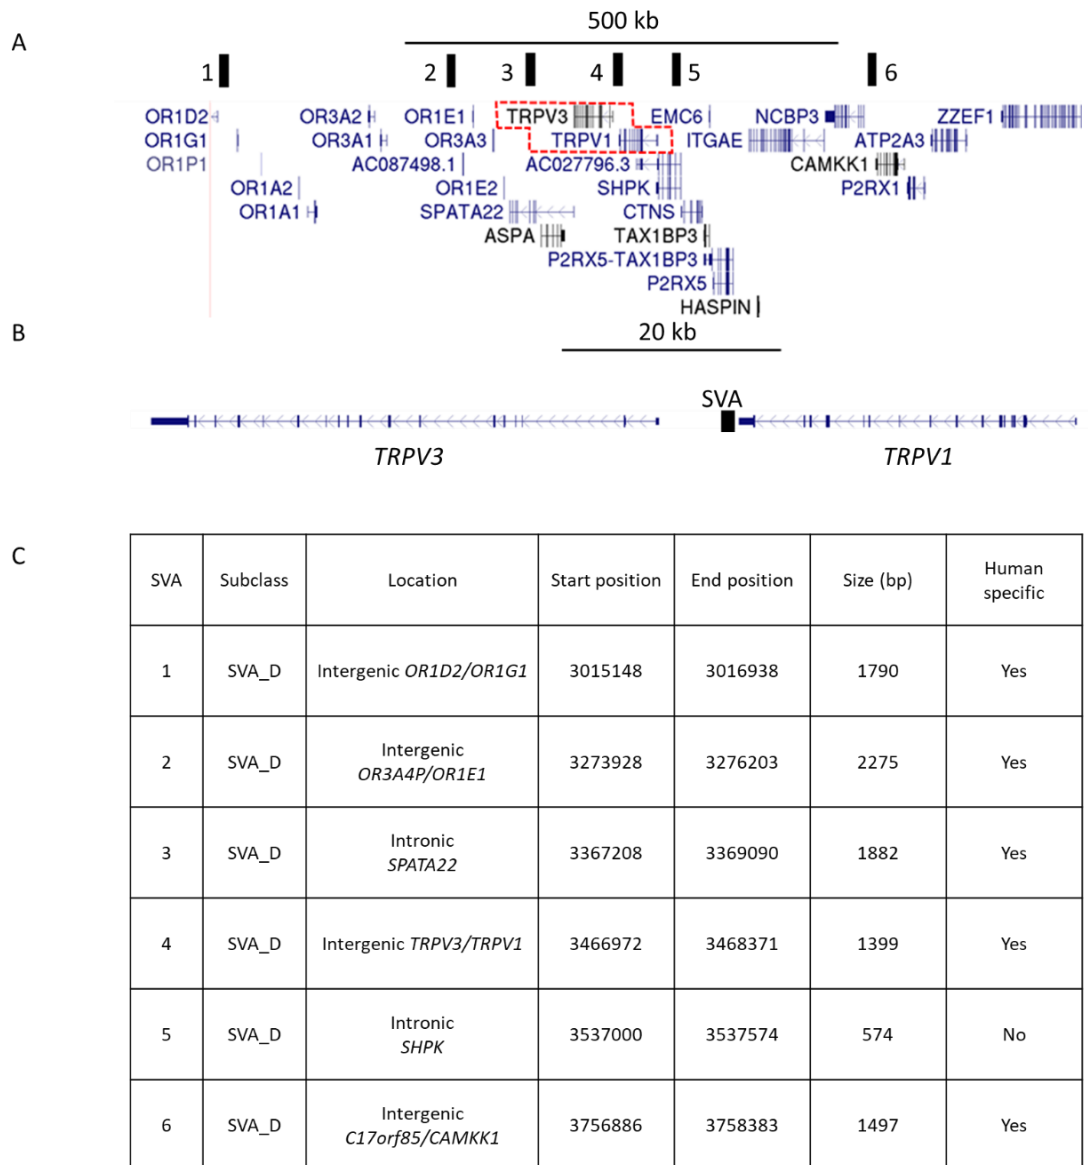 A
500 kb
1 2 3 4 5 6
OR1D2 OR3A2 OR1E1 TRPV3 EMC6 NCBP3 ZZEF1
OR1G1 OR3A1 OR3A3 TRPV1 ITGAE ATP2A3
OR1P1 AC087498.1 AC027796.3 CAMKK1
OR1A2 OR1E2 SHPK P2RX1
OR1A1 SPATA22 CTNS
ASPA TAX1BP3
P2RX5-TAX1BP3
P2RX5
HASPIN
B
20 kb
SVA
TRPV3 TRPV1
C
SVA Subclass Location Start position End position Size (bp) Human
specific
1 SVA_D Intergenic OR1D2/OR1G1 3015148 3016938 1790 Yes
2 SVA_D Intergenic
OR3A4P/OR1E1 3273928 3276203 2275 Yes
3 SVA_D Intronic
SPATA22 3367208 3369090 1882 Yes
4 SVA_D Intergenic TRPV3/TRPV1 3466972 3468371 1399 Yes
5 SVA_D Intronic
SHPK 3537000 3537574 574 No
6 SVA_D Intergenic
C17orf85/CAMKK1 3756886 3758383 1497 Yes